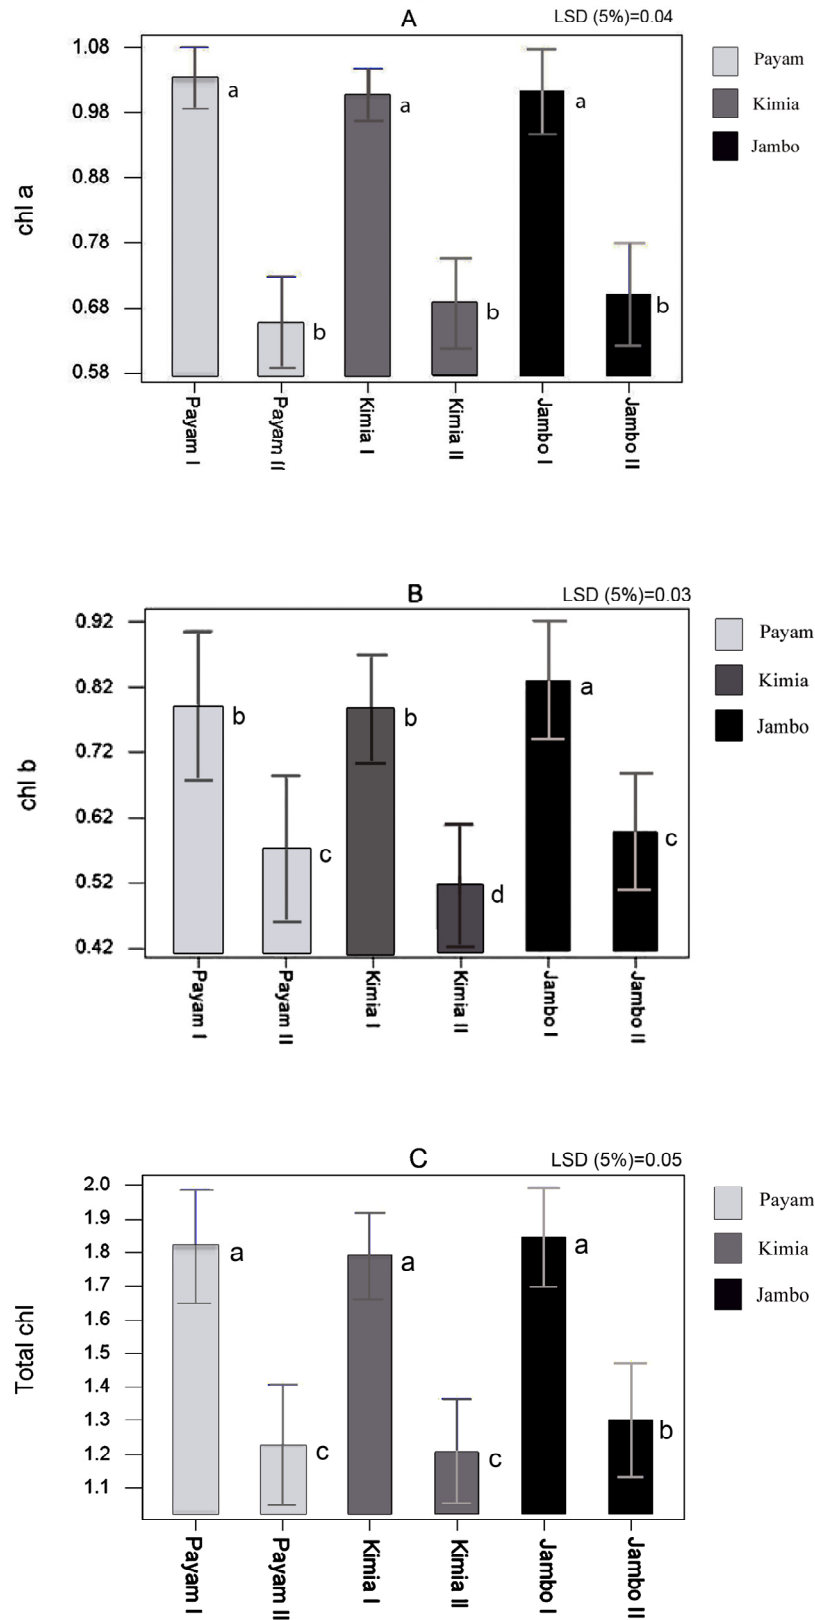 A
LSD (5%)=0.04
1.08
0.98
0.88
0.78
0.68
0.58
chl a
a
b
a
b
a
b
Payam
Kimia
Jambo
Payam I
Payam II
Kimia I
Kimia II
Jambo I
Jambo II
B
LSD (5%)=0.03
0.92
0.82
0.72
0.62
0.52
0.42
chl b
b
c
b
d
a
c
Payam
Kimia
Jambo
Payam I
Payam II
Kimia I
Kimia II
Jambo I
Jambo II
C
LSD (5%)=0.05
2.0
1.9
1.8
1.7
1.6
1.5
1.4
1.3
1.2
1.1
Total chl
a
c
a
c
a
b
Payam
Kimia
Jambo
Payam I
Payam II
Kimia I
Kimia II
Jambo I
Jambo II